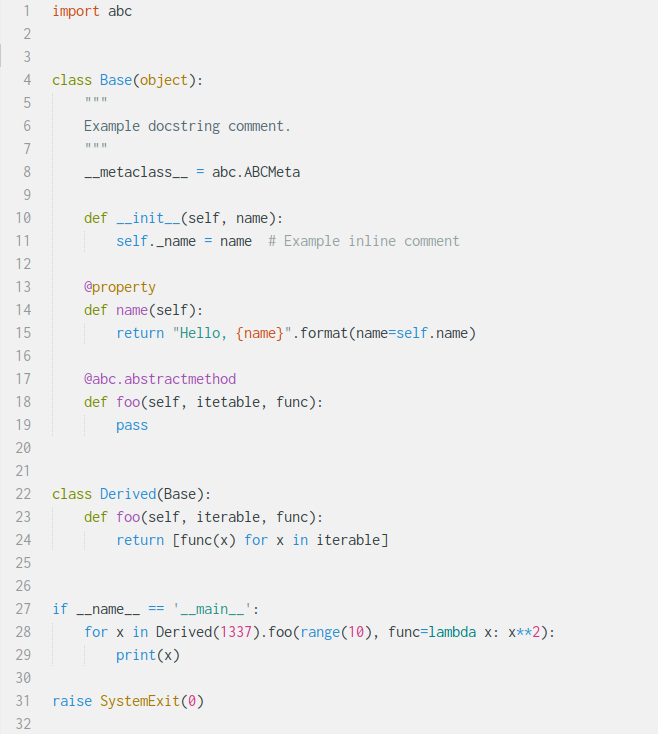 1 import abc
2
3
4 class Base(object):
5     """
6     Example docstring comment.
7     """
8     __metaclass__ = abc.ABCMeta
9
10     def __init__(self, name):
11         self._name = name  # Example inline comment
12
13     @property
14     def name(self):
15         return "Hello, {name}".format(name=self.name)
16
17     @abc.abstractmethod
18     def foo(self, itetable, func):
19         pass
20
21
22 class Derived(Base):
23     def foo(self, iterable, func):
24         return [func(x) for x in iterable]
25
26
27 if __name__ == '__main__':
28     for x in Derived(1337).foo(range(10), func=lambda x: x**2):
29         print(x)
30
31 raise SystemExit(0)
32